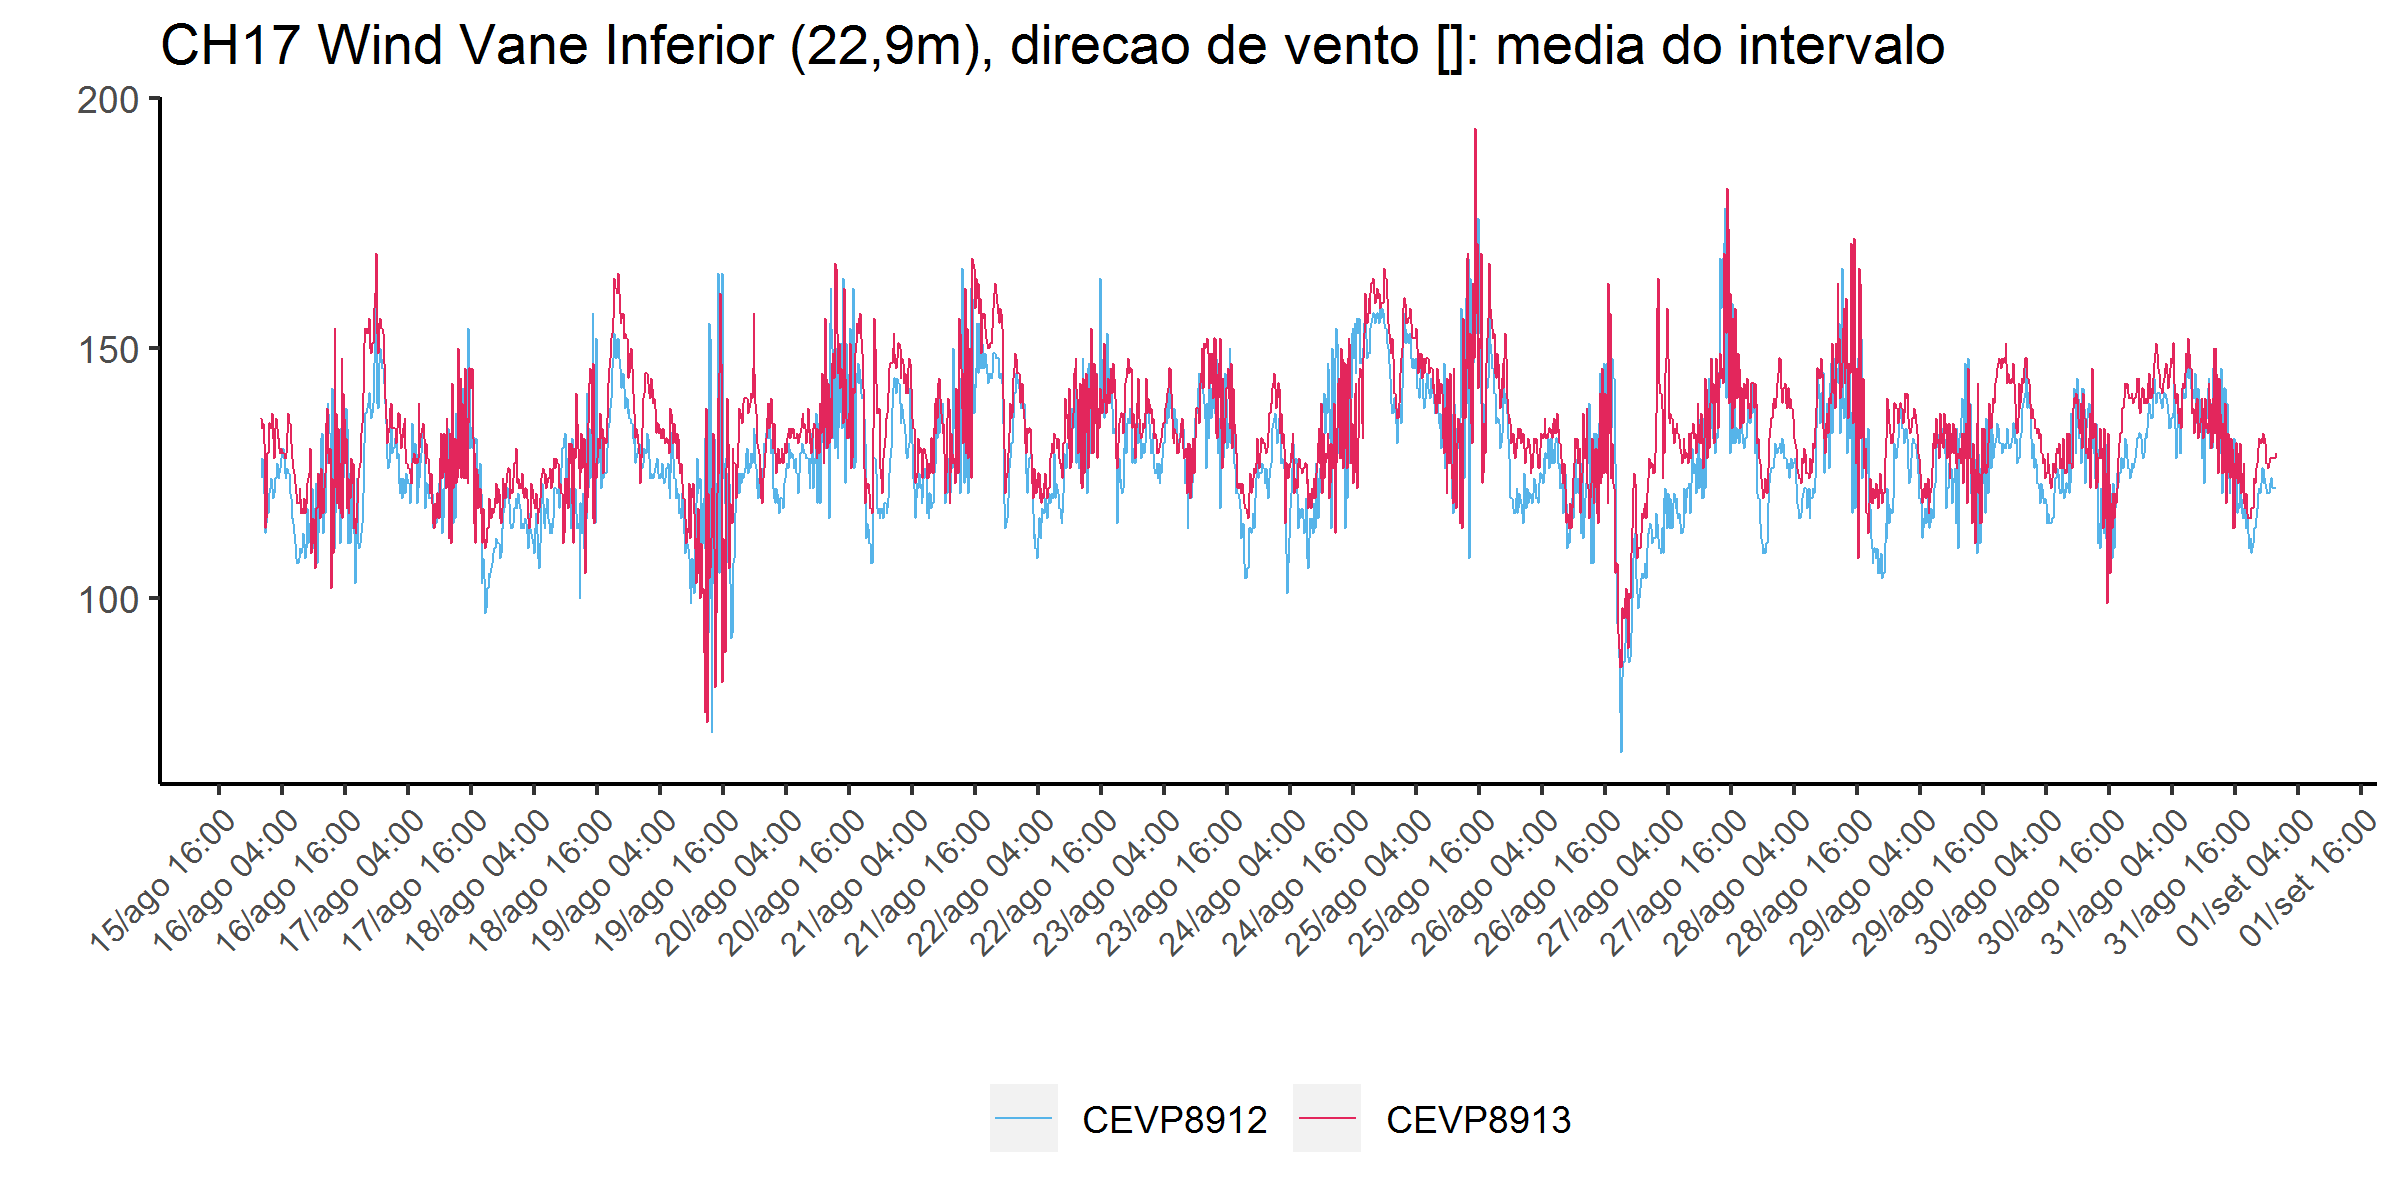 CH17 Wind Vane Inferior (22,9m), direcao de vento []: media do intervalo
200
150
100
15/ago 16:00
16/ago 04:00
16/ago 16:00
17/ago 04:00
17/ago 16:00
18/ago 04:00
18/ago 16:00
19/ago 04:00
19/ago 16:00
20/ago 04:00
20/ago 16:00
21/ago 04:00
21/ago 16:00
22/ago 04:00
22/ago 16:00
23/ago 04:00
23/ago 16:00
24/ago 04:00
24/ago 16:00
25/ago 04:00
25/ago 16:00
26/ago 04:00
26/ago 16:00
27/ago 04:00
27/ago 16:00
28/ago 04:00
28/ago 16:00
29/ago 04:00
29/ago 16:00
30/ago 04:00
30/ago 16:00
31/ago 04:00
31/ago 16:00
01/set 04:00
01/set 16:00
CEVP8912
CEVP8913